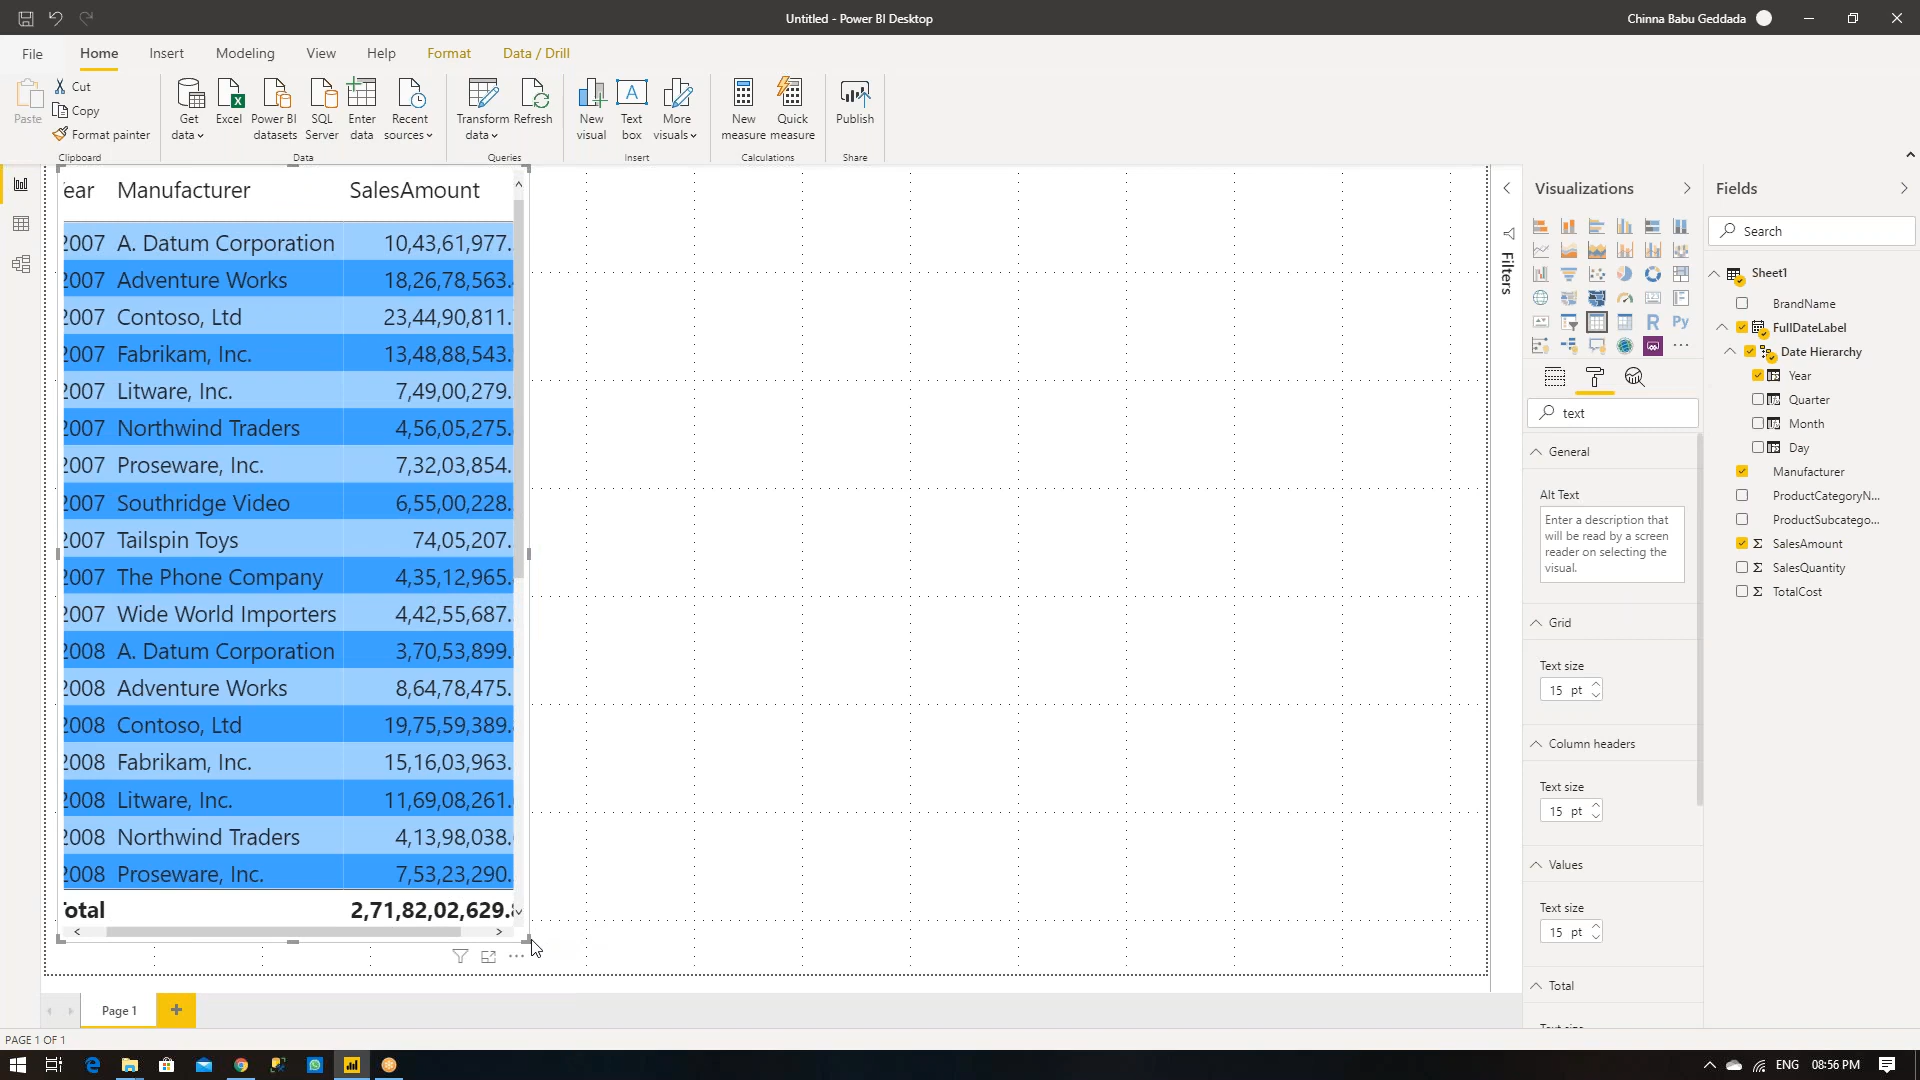 Untitled - Power BI Desktop
Chinna Babu Geddada
File Home Insert Modeling View Help Format Data / Drill
Paste
Cut
Copy
Format painter
Clipboard
Get data
Excel
Power BI datasets
SQL Server
Enter data
Recent sources
Data
Transform data
Refresh
Queries
New visual
Text box
More visuals
Insert
New measure
Quick measure
Calculations
Publish
Share
ear Manufacturer SalesAmount
2007 A. Datum Corporation 10,43,61,977.
2007 Adventure Works 18,26,78,563.
2007 Contoso, Ltd 23,44,90,811.
2007 Fabrikam, Inc. 13,48,88,543.
2007 Litware, Inc. 7,49,00,279.
2007 Northwind Traders 4,56,05,275.
2007 Proseware, Inc. 7,32,03,854.
2007 Southridge Video 6,55,00,228.
2007 Tailspin Toys 74,05,207.
2007 The Phone Company 4,35,12,965.
2007 Wide World Importers 4,42,55,687.
2008 A. Datum Corporation 3,70,53,899.
2008 Adventure Works 8,64,78,475.
2008 Contoso, Ltd 19,75,59,389.
2008 Fabrikam, Inc. 15,16,03,963.
2008 Litware, Inc. 11,69,08,261.
2008 Northwind Traders 4,13,98,038.
2008 Proseware, Inc. 7,53,23,290.
otal 2,71,82,02,629.
Filters
Visualizations
R Py
text
General
Alt Text
Enter a description that
will be read by a screen
reader on selecting the
visual.
Grid
Text size
15 pt
Column headers
Text size
15 pt
Values
Text size
15 pt
Total
Fields
Search
Sheet1
BrandName
FullDateLabel
Date Hierarchy
Year
Quarter
Month
Day
Manufacturer
ProductCategoryN...
ProductSubcatego...
SalesAmount
SalesQuantity
TotalCost
Page 1
PAGE 1 OF 1
ENG 08:56 PM